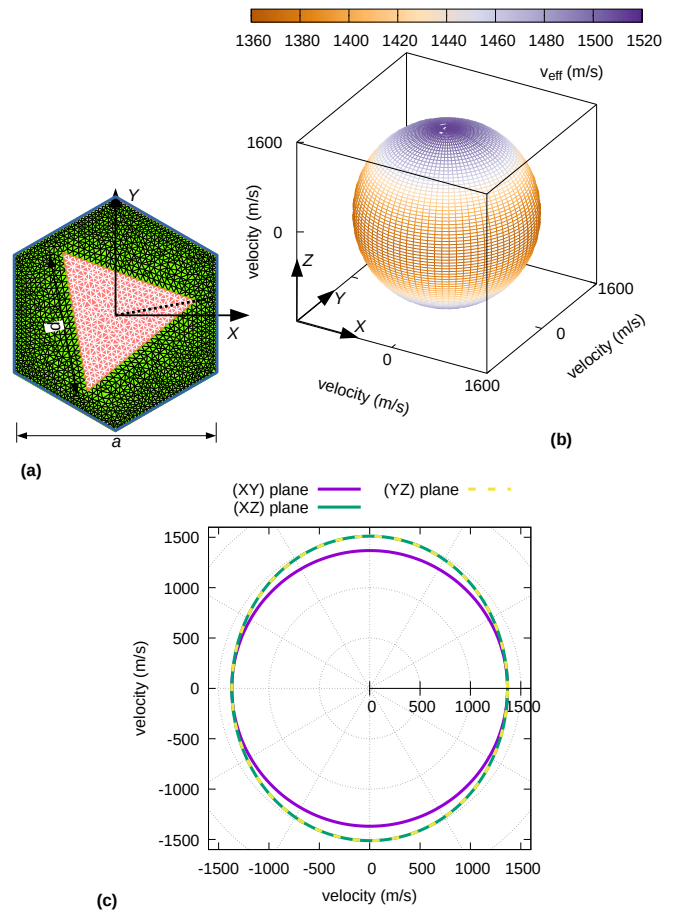 1360 1380 1400 1420 1440 1460 1480 1500 1520
v_eff (m/s)
1600
0
velocity (m/s)
Z
Y
X
0
1600
velocity (m/s)
1600
0
velocity (m/s)
(b)
Y
X
d
a
(a)
(XY) plane
(YZ) plane
(XZ) plane
1500
1000
500
0
-500
-1000
-1500
velocity (m/s)
0 500 1000 1500
-1500 -1000 -500 0 500 1000 1500
velocity (m/s)
(c)